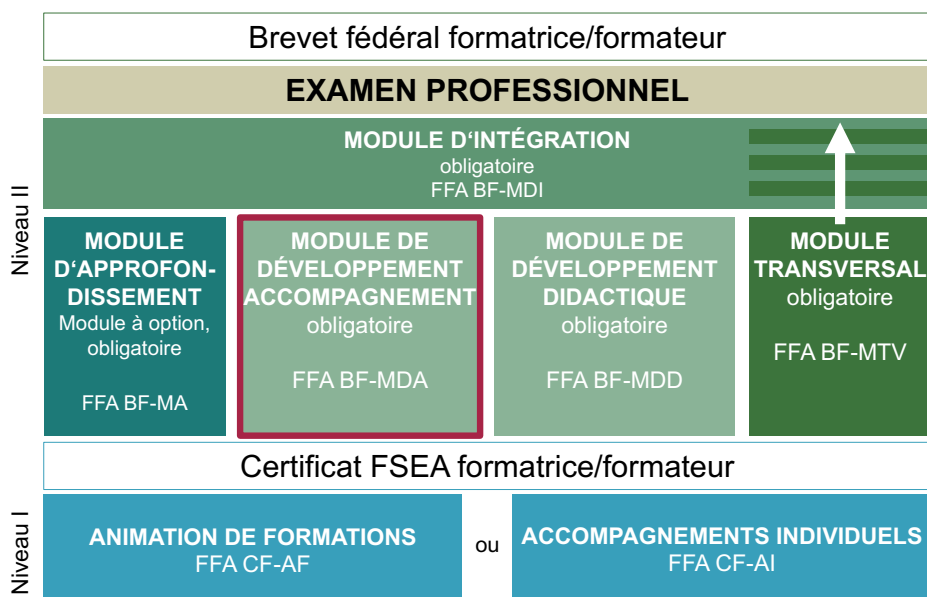 Brevet fédéral formatrice/formateur
EXAMEN PROFESSIONNEL
MODULE D‘INTÉGRATION
obligatoire
FFA BF-MDI
Niveau II
MODULE
D‘APPROFON-
DISSEMENT
Module à option,
obligatoire
FFA BF-MA
MODULE DE
DÉVELOPPEMENT
ACCOMPAGNEMENT
obligatoire
FFA BF-MDA
MODULE DE
DÉVELOPPEMENT
DIDACTIQUE
obligatoire
FFA BF-MDD
MODULE
TRANSVERSAL
obligatoire
FFA BF-MTV
Certificat FSEA formatrice/formateur
Niveau I
ANIMATION DE FORMATIONS
FFA CF-AF
ou
ACCOMPAGNEMENTS INDIVIDUELS
FFA CF-AI